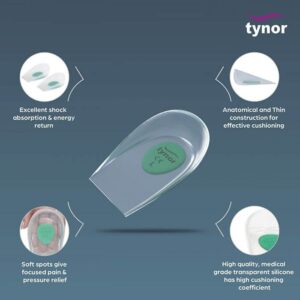 tynor
Excellent shock
absorption & energy
return
Anatomical and Thin
construction for
effective cushioning
Soft spots give
focused pain &
pressure relief
High quality, medical
grade transparent silicone
has high cushioning
coefficient